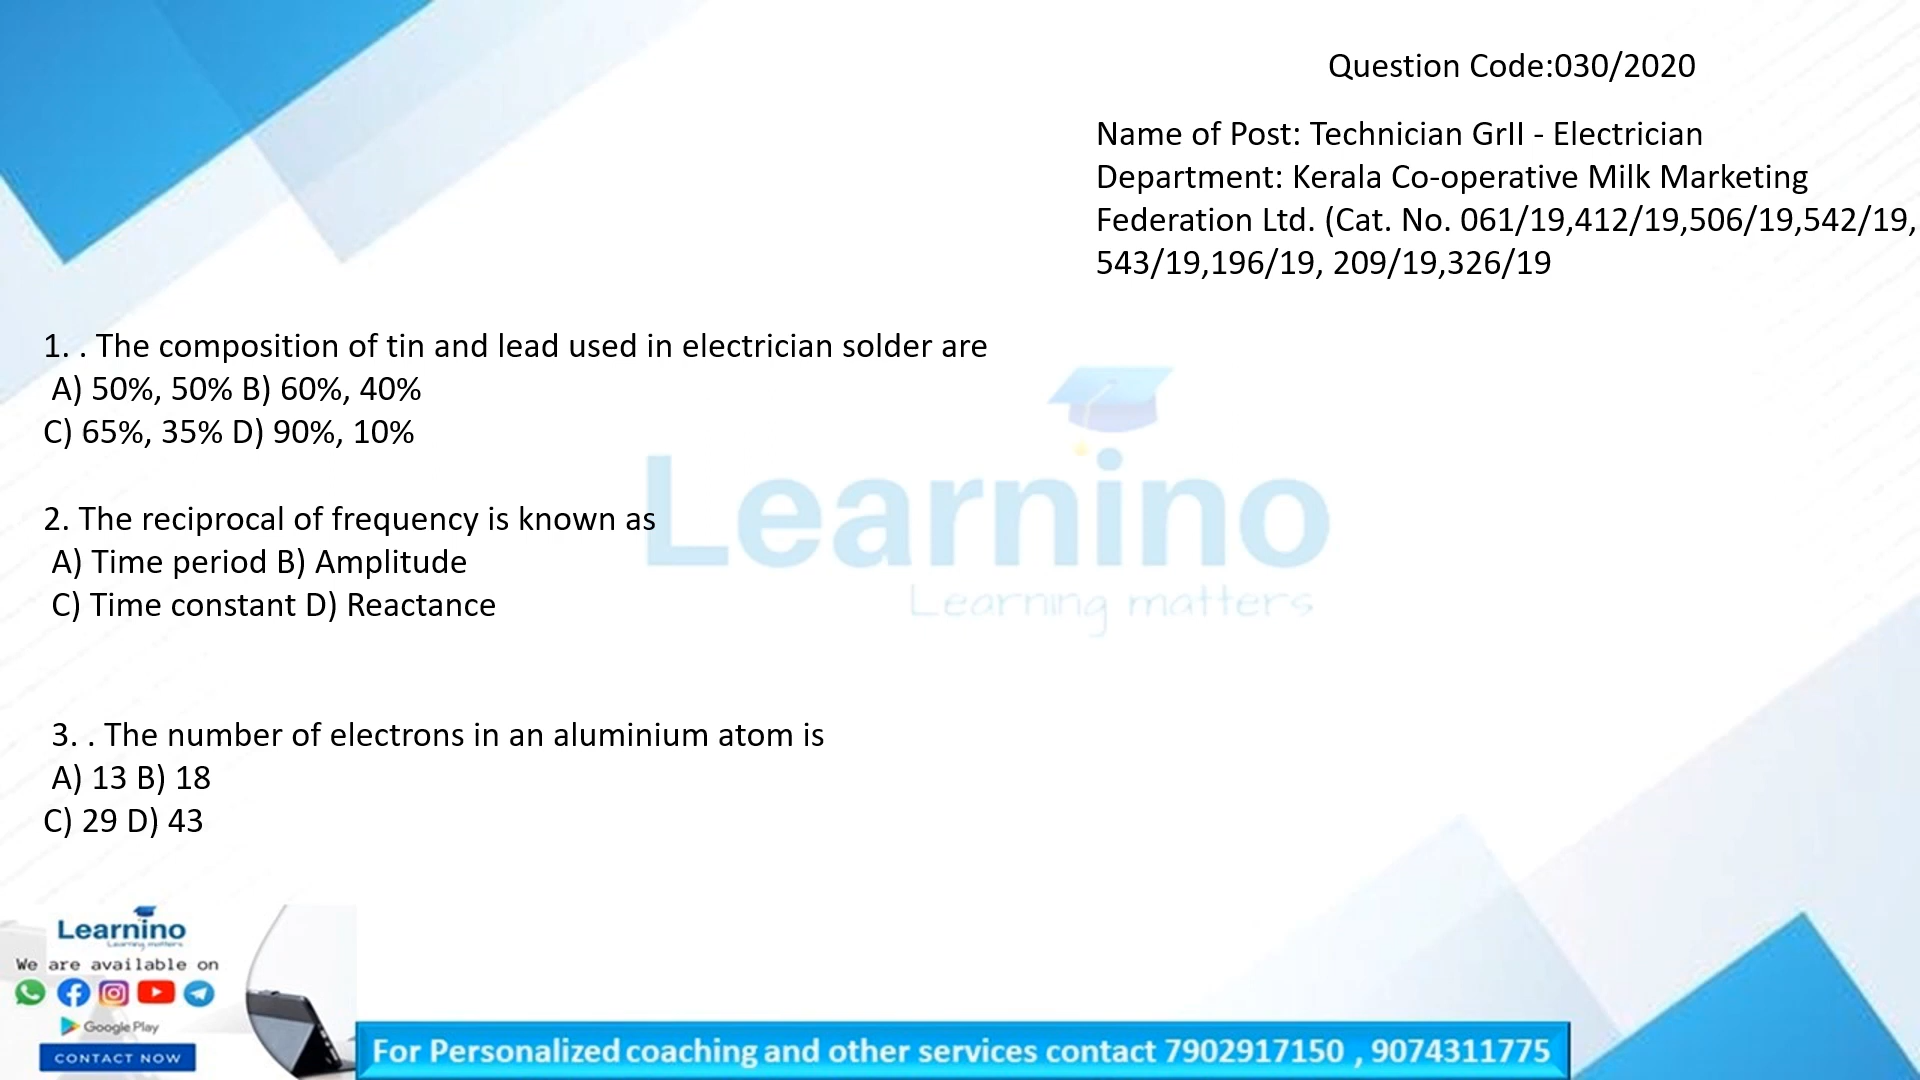 Question Code:030/2020
Name of Post: Technician GrII - Electrician
Department: Kerala Co-operative Milk Marketing
Federation Ltd. (Cat. No. 061/19,412/19,506/19,542/19,
543/19,196/19, 209/19,326/19
1. . The composition of tin and lead used in electrician solder are
A) 50%, 50% B) 60%, 40%
C) 65%, 35% D) 90%, 10%
2. The reciprocal of frequency is known as
A) Time period B) Amplitude
C) Time constant D) Reactance
3. . The number of electrons in an aluminium atom is
A) 13 B) 18
C) 29 D) 43
Learnino
Learning matters
Learnino
Learning matters
We are available on
Google Play
CONTACT NOW
For Personalized coaching and other services contact 7902917150 , 9074311775